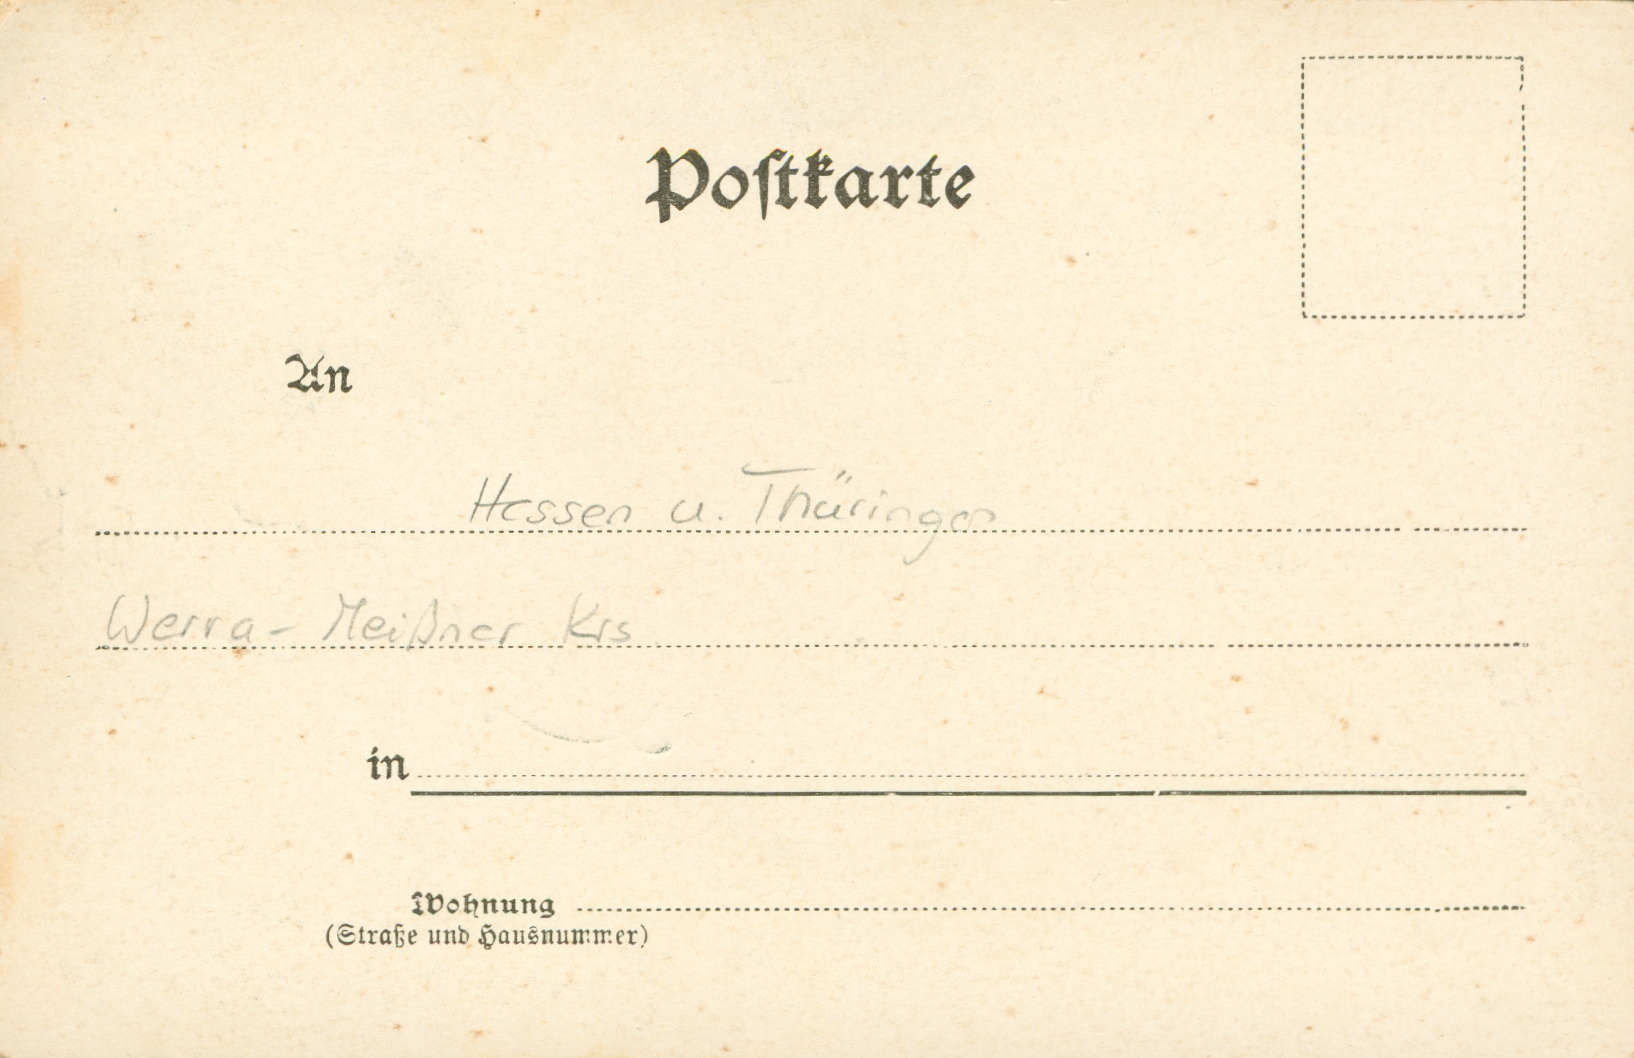 Postkarte
An
Hessen u. Thüringen
Werra-Meißner Krs
in
Wohnung
(Straße und Hausnummer)